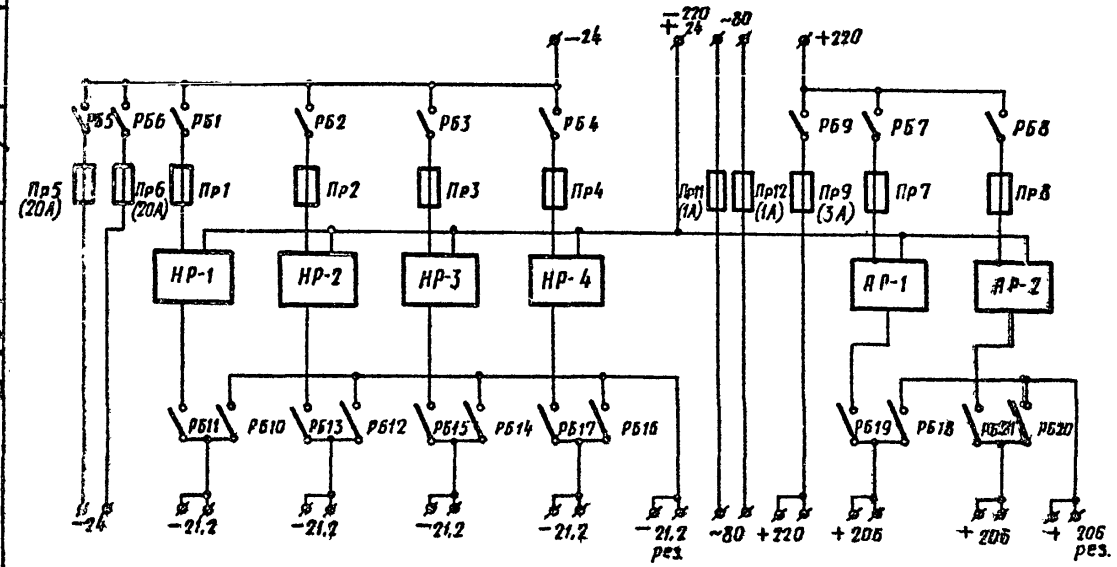 −24
−220
+ 24
~80
+220
РБ5
РБ6
РБ1
РБ2
РБ3
РБ4
РБ9
РБ7
РБ8
Пр5
(20А)
Пр6
(20А)
Пр1
Пр2
Пр3
Пр4
Пр11
(1А)
Пр12
(1А)
Пр9
(3А)
Пр7
Пр8
НР-1
НР-2
НР-3
НР-4
АР-1
АР-2
РБ11
РБ10
РБ13
РБ12
РБ15
РБ14
РБ17
РБ16
РБ19
РБ18
РБ21
РБ20
−24
−21,2
−21,2
−21,2
−21,2
−21,2
рез.
~80
+220
+206
+206
+ 206
рез.